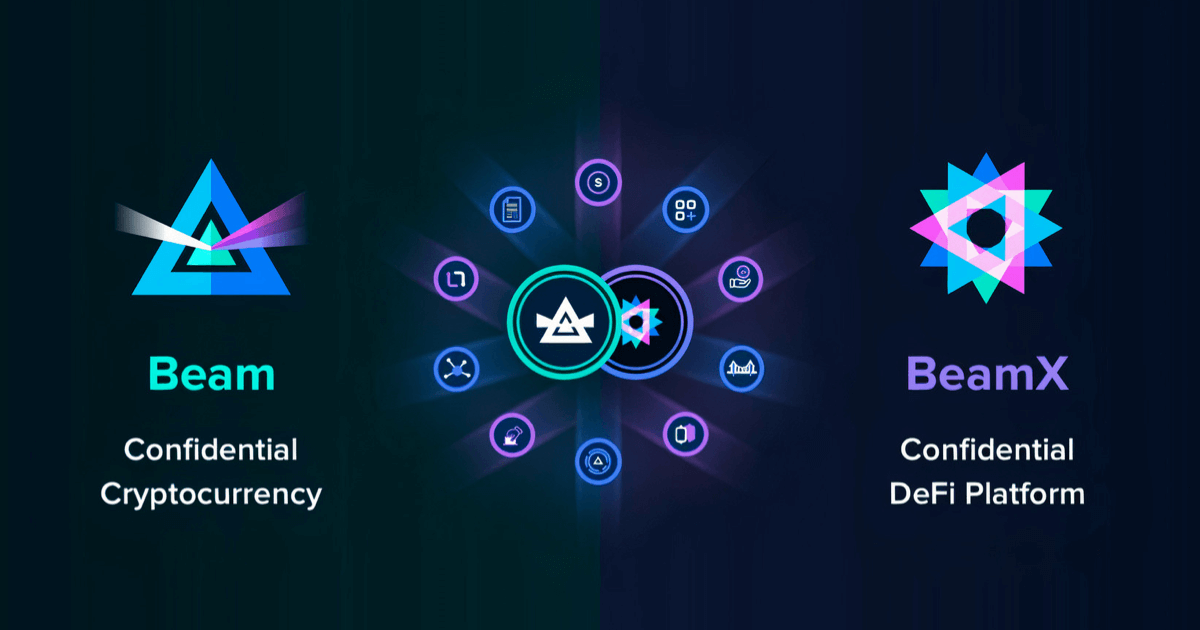 Beam
Confidential
Cryptocurrency
S
BeamX
Confidential
DeFi Platform